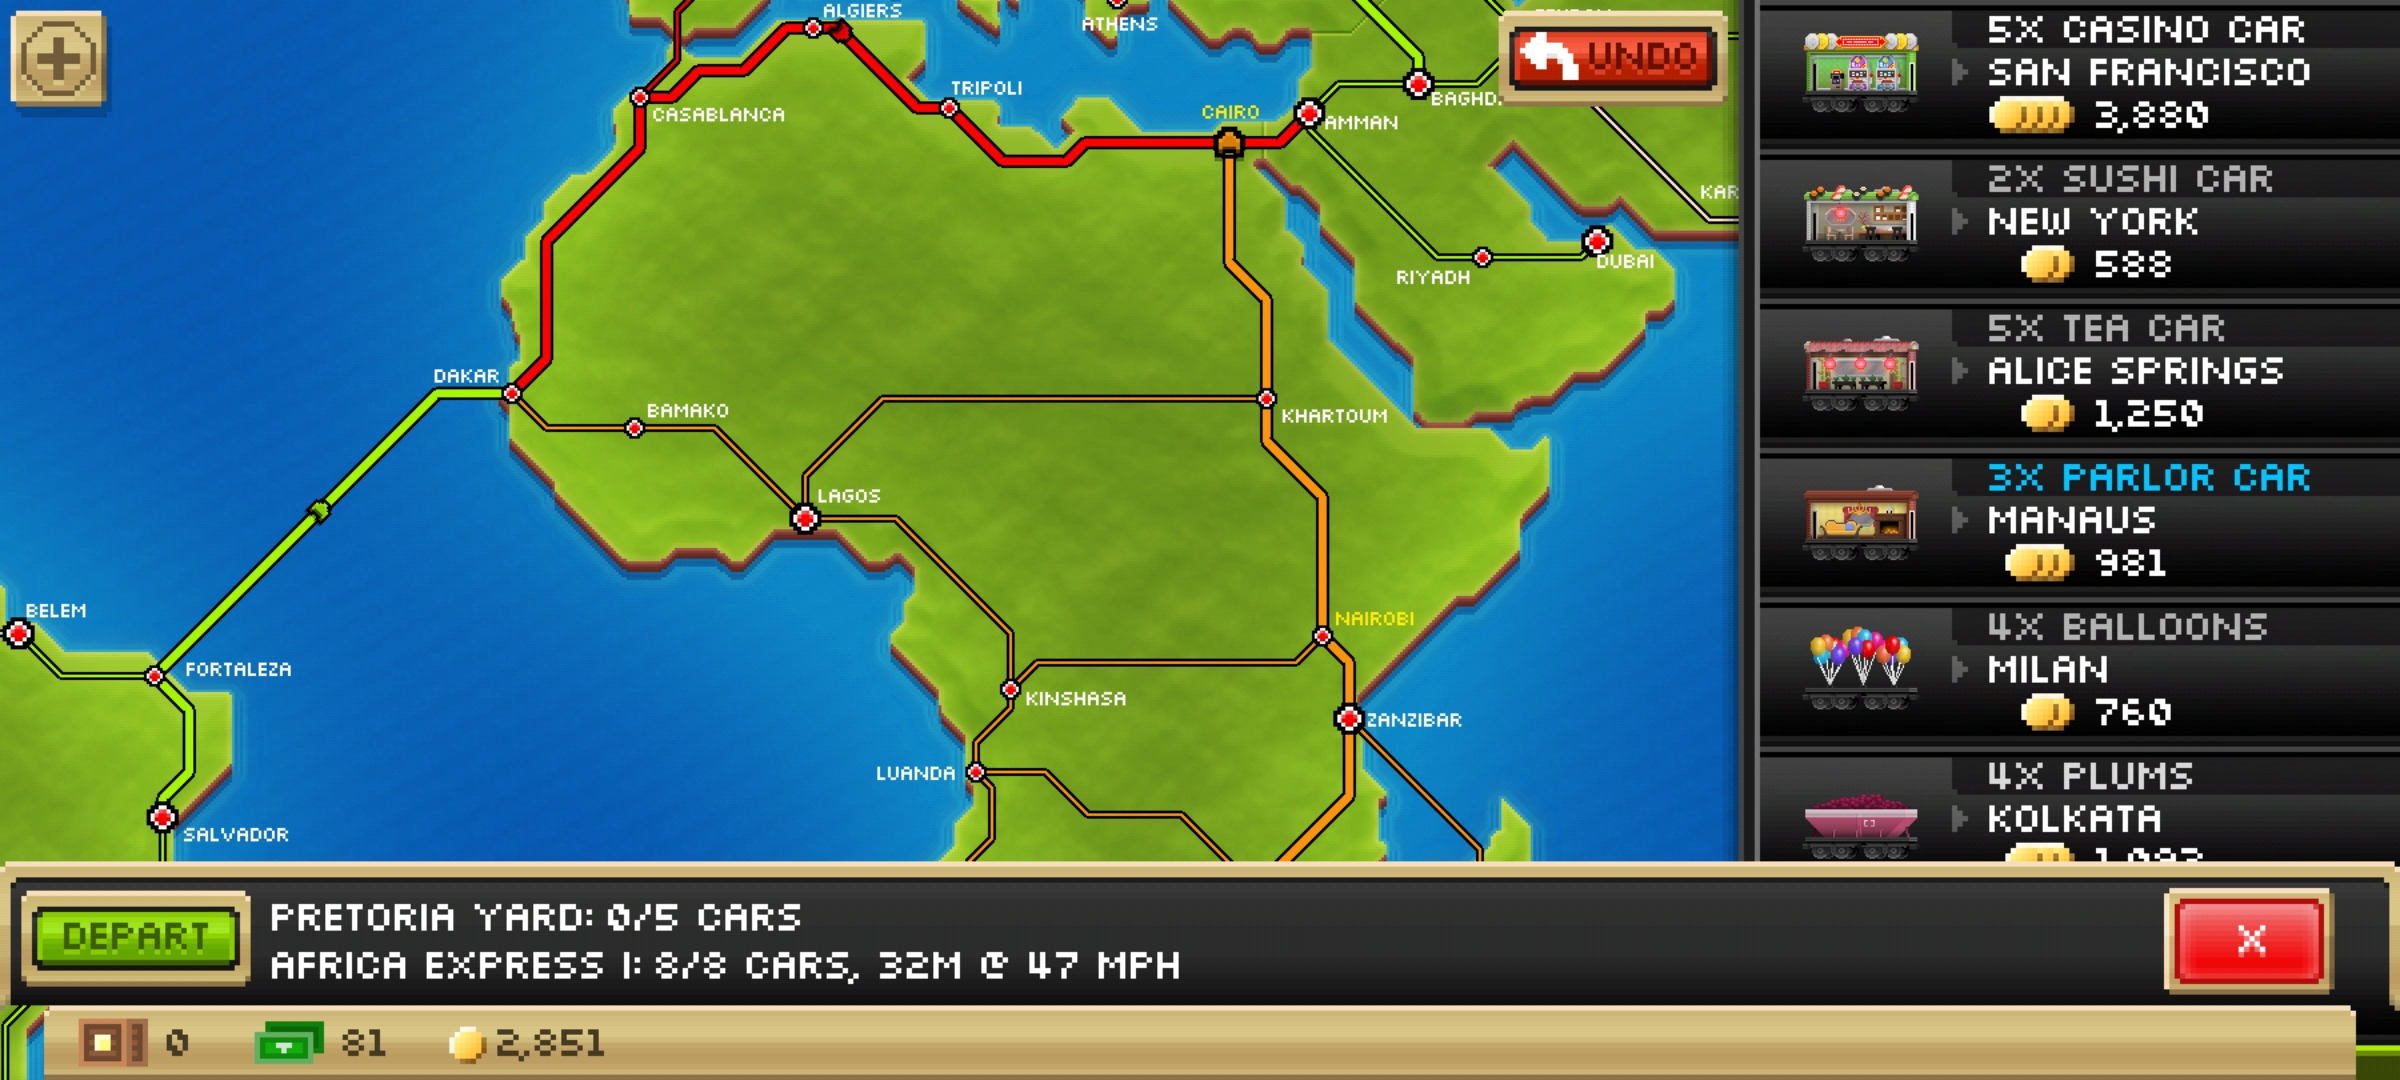 ALGIERS
ATHENS
UNDO
CASABLANCA
TRIPOLI
CAIRO
AMMAN
BAGHD
KAR
RIYADH
DUBAI
DAKAR
BAMAKO
KHARTOUM
LAGOS
BELEM
NAIROBI
FORTALEZA
KINSHASA
ZANZIBAR
LUANDA
SALVADOR
5X CASINO CAR
SAN FRANCISCO
3,880
2X SUSHI CAR
NEW YORK
588
5X TEA CAR
ALICE SPRINGS
1,250
3X PARLOR CAR
MANAUS
981
4X BALLOONS
MILAN
760
4X PLUMS
KOLKATA
DEPART
PRETORIA YARD: 0/5 CARS
AFRICA EXPRESS I: 8/8 CARS, 32M @ 47 MPH
X
0
81
2,851